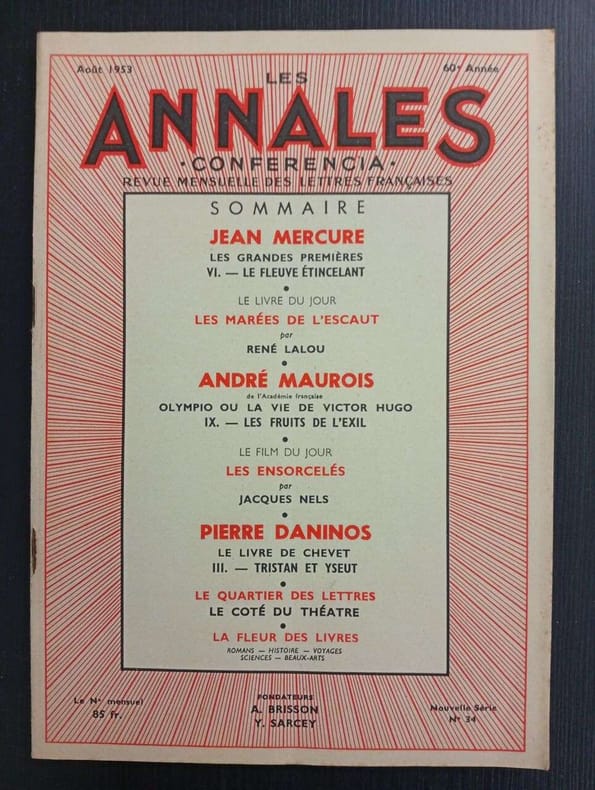 Août 1953
60e Année
LES
ANNALES
·CONFERENCIA·
REVUE MENSUELLE DES LETTRES FRANÇAISES
SOMMAIRE
JEAN MERCURE
LES GRANDES PREMIÈRES
VI. — LE FLEUVE ÉTINCELANT
●
LE LIVRE DU JOUR
LES MARÉES DE L'ESCAUT
par
RENÉ LALOU
●
ANDRÉ MAUROIS
de l'Académie française
OLYMPIO OU LA VIE DE VICTOR HUGO
IX. — LES FRUITS DE L'EXIL
●
LE FILM DU JOUR
LES ENSORCELÉS
par
JACQUES NELS
●
PIERRE DANINOS
LE LIVRE DE CHEVET
III. — TRISTAN ET YSEUT
●
LE QUARTIER DES LETTRES
LE COTÉ DU THÉATRE
●
LA FLEUR DES LIVRES
ROMANS — HISTOIRE — VOYAGES
SCIENCES — BEAUX-ARTS
Le No mensuel
85 fr.
FONDATEURS
A. BRISSON
Y. SARCEY
Nouvelle Série
No 34